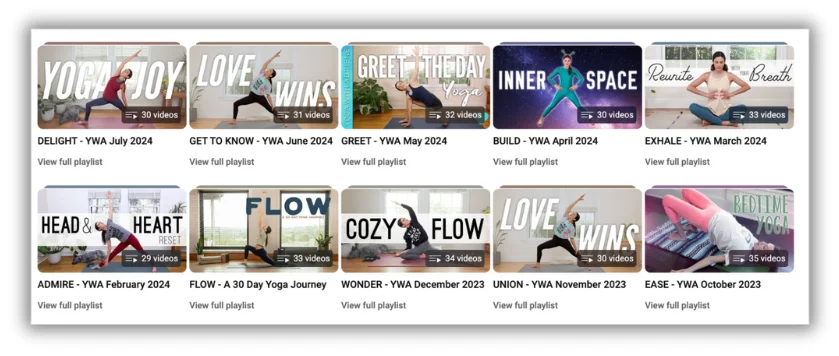 YOGA JOY
30 videos
DELIGHT - YWA July 2024
View full playlist
LOVE
WINS
31 videos
GET TO KNOW - YWA June 2024
View full playlist
GREET THE DAY
Yoga
32 videos
GREET - YWA May 2024
View full playlist
INNER SPACE
30 videos
BUILD - YWA April 2024
View full playlist
Reunite WITH YOUR Breath
33 videos
EXHALE - YWA March 2024
View full playlist
HEAD & HEART
RESET
29 videos
ADMIRE - YWA February 2024
View full playlist
FLOW
A 30 DAY YOGA JOURNEY
33 videos
FLOW - A 30 Day Yoga Journey
View full playlist
COZY FLOW
34 videos
WONDER - YWA December 2023
View full playlist
LOVE
WINS
30 videos
UNION - YWA November 2023
View full playlist
BEDTIME
YOGA
35 videos
EASE - YWA October 2023
View full playlist